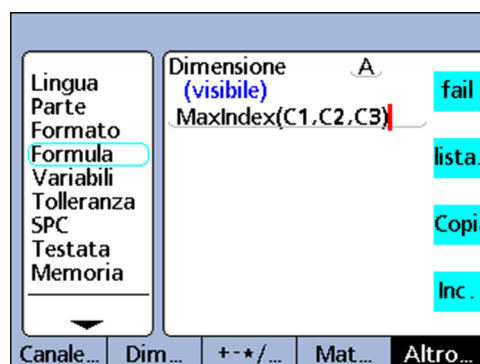 Lingua
Parte
Formato
Formula
Variabili
Tolleranza
SPC
Testata
Memoria
Dimensione A
(visibile)
MaxIndex(C1,C2,C3)
fail
lista.
Copia
Inc.
Canale... Dim... +-*/... Mat... Altro...